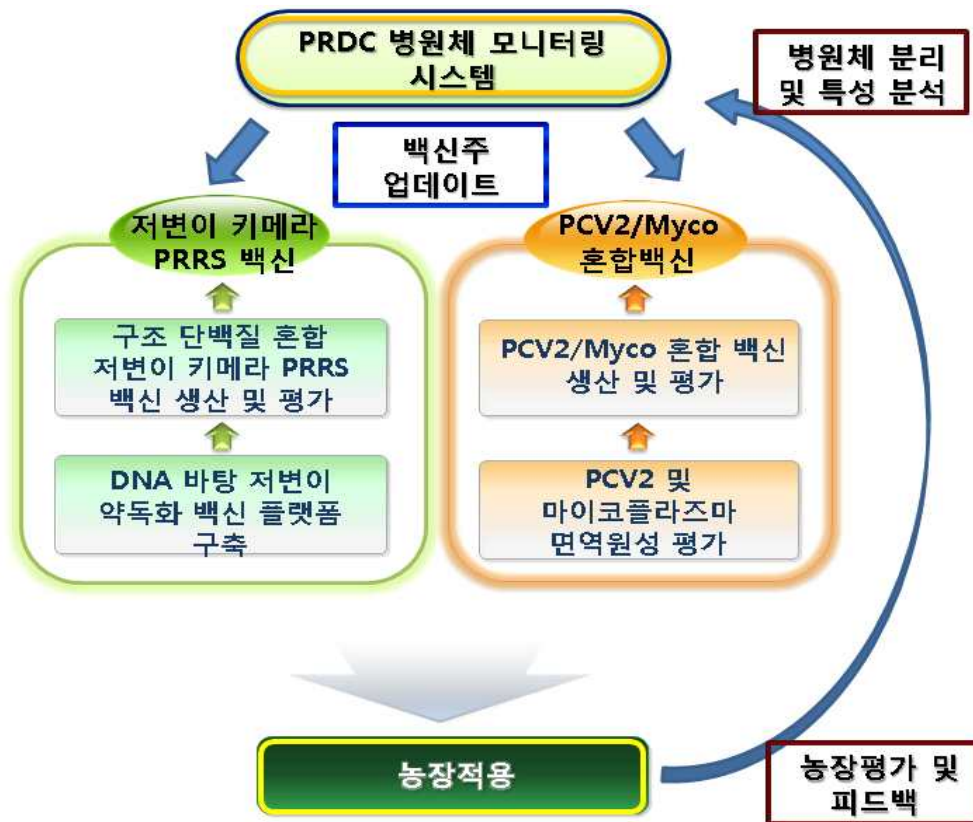 PRDC 병원체 모니터링
시스템
병원체 분리
및 특성 분석
백신주
업데이트
저변이 키메라
PRRS 백신
구조 단백질 혼합
저변이 키메라 PRRS
백신 생산 및 평가
DNA 바탕 저변이
약독화 백신 플랫폼
구축
PCV2/Myco
혼합백신
PCV2/Myco 혼합 백신
생산 및 평가
PCV2 및
마이코플라즈마
면역원성 평가
농장적용
농장평가 및
피드백